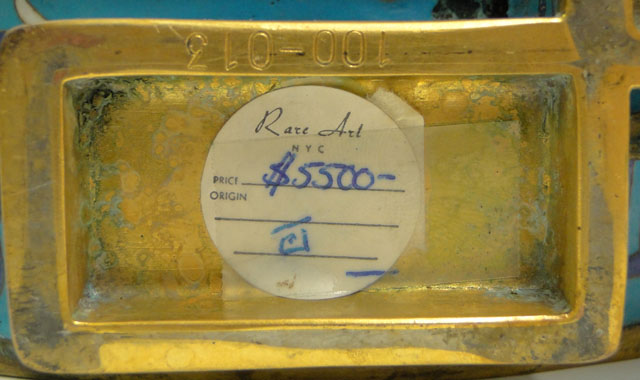 100-013
Rare Art
NYC
PRICE $5500-
ORIGIN